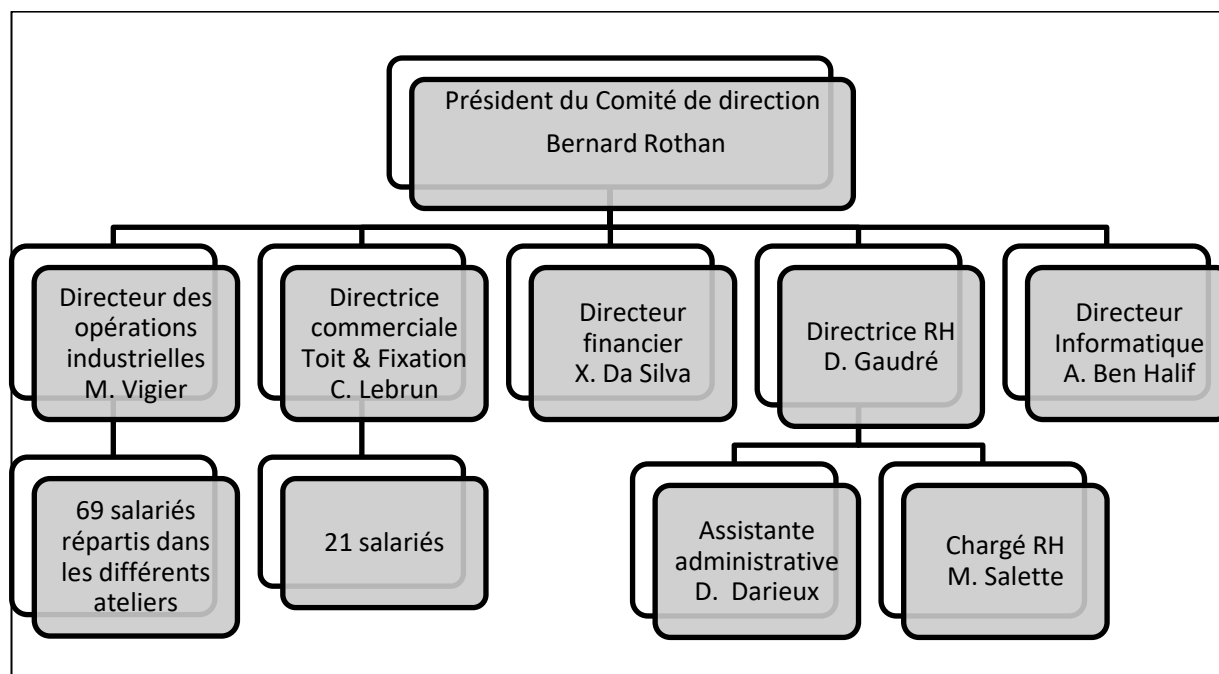 Président du Comité de direction
Bernard Rothan
Directeur des
opérations
industrielles
M. Vigier
Directrice
commerciale
Toit & Fixation
C. Lebrun
Directeur
financier
X. Da Silva
Directrice RH
D. Gaudré
Directeur
Informatique
A. Ben Halif
69 salariés
répartis dans
les différents
ateliers
21 salariés
Assistante
administrative
D. Darieux
Chargé RH
M. Salette